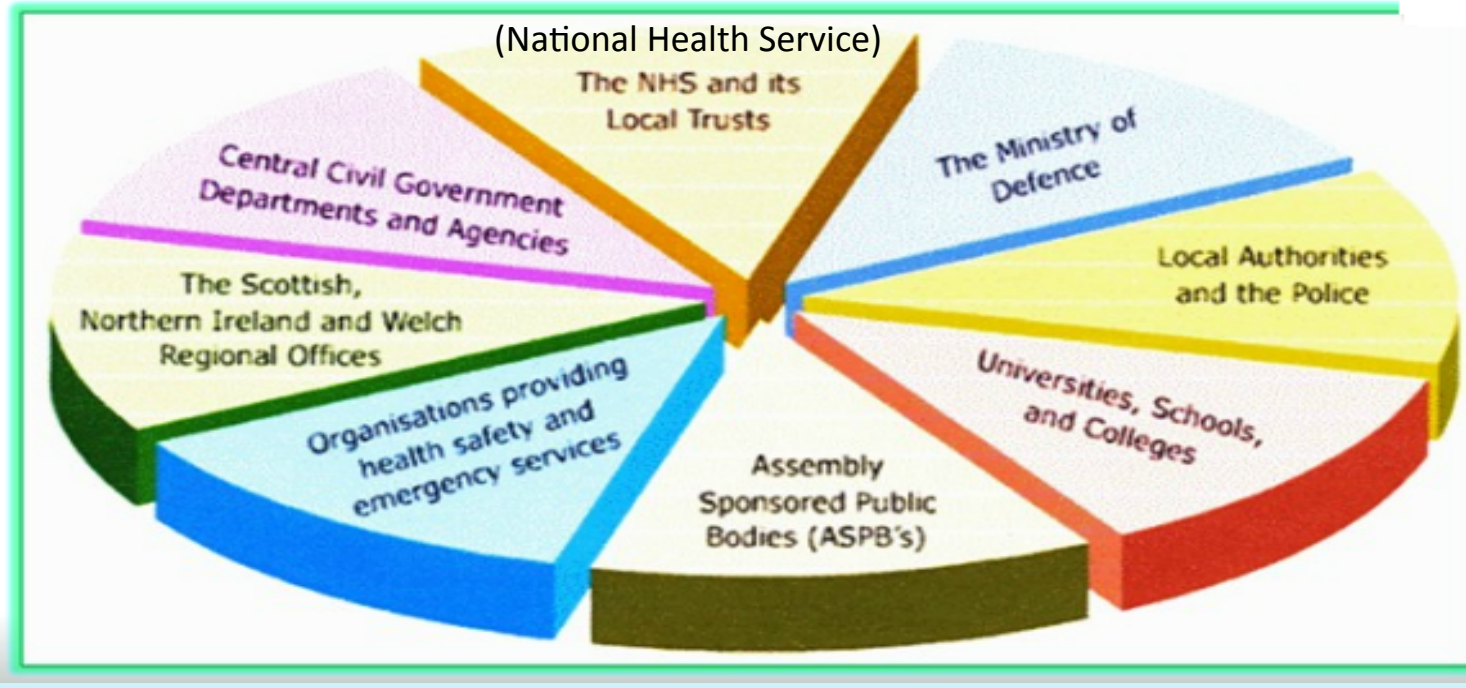 (National Health Service)
The NHS and its
Local Trusts
The Ministry of
Defence
Local Authorities
and the Police
Universities, Schools,
and Colleges
Assembly
Sponsored Public
Bodies (ASPB's)
Organisations providing
health safety and
emergency services
The Scottish,
Northern Ireland and Welch
Regional Offices
Central Civil Government
Departments and Agencies